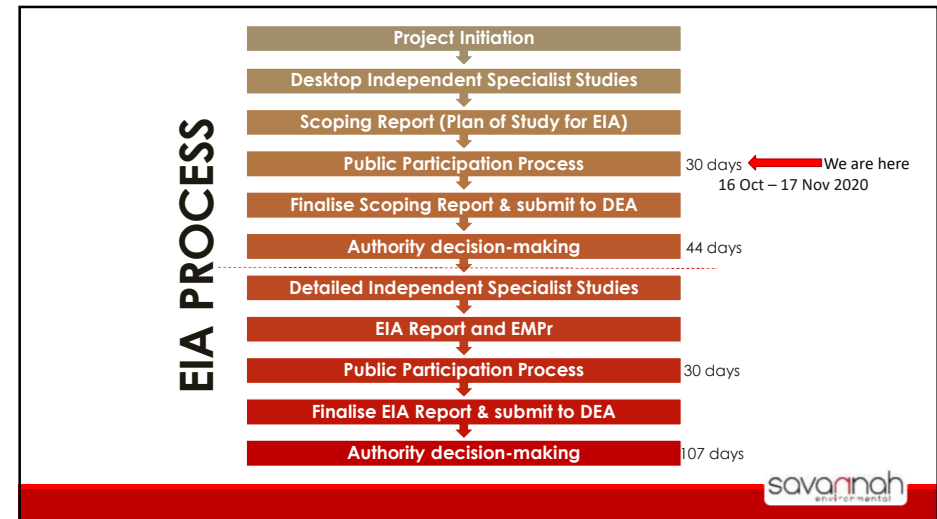 EIA PROCESS
Project Initiation
Desktop Independent Specialist Studies
Scoping Report (Plan of Study for EIA)
Public Participation Process 30 days We are here
16 Oct – 17 Nov 2020
Finalise Scoping Report & submit to DEA
Authority decision-making 44 days
Detailed Independent Specialist Studies
EIA Report and EMPr
Public Participation Process 30 days
Finalise EIA Report & submit to DEA
Authority decision-making 107 days
savannah
environmental